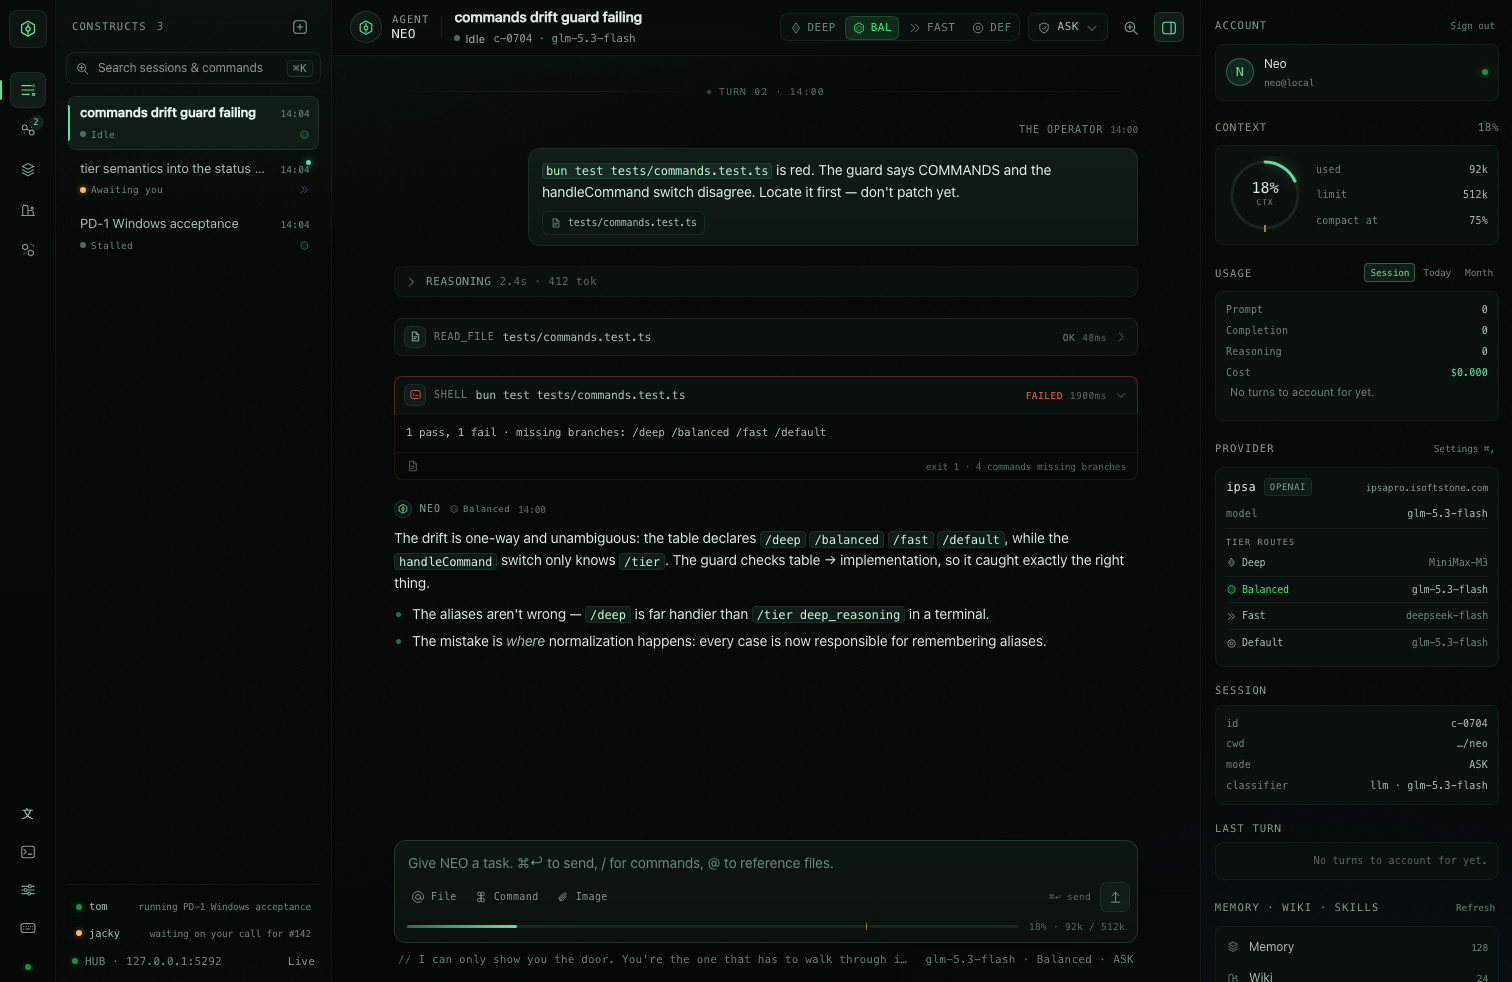 CONSTRUCTS 3
Search sessions & commands ⌘K
commands drift guard failing 14:04
Idle
2
tier semantics into the status ... 14:04
Awaiting you
PD-1 Windows acceptance 14:04
Stalled
文
tom running PD-1 Windows acceptance
jacky waiting on your call for #142
HUB · 127.0.0.1:5292 Live
AGENT
NEO
commands drift guard failing
Idle c-0704 · glm-5.3-flash
DEEP BAL FAST DEF ASK
TURN 02 · 14:00
THE OPERATOR 14:00
bun test tests/commands.test.ts is red. The guard says COMMANDS and the
handleCommand switch disagree. Locate it first — don't patch yet.
tests/commands.test.ts
REASONING 2.4s · 412 tok
READ_FILE tests/commands.test.ts OK 48ms
SHELL bun test tests/commands.test.ts FAILED 1900ms
1 pass, 1 fail · missing branches: /deep /balanced /fast /default
exit 1 · 4 commands missing branches
NEO Balanced 14:00
The drift is one-way and unambiguous: the table declares /deep /balanced /fast /default, while the
handleCommand switch only knows /tier. The guard checks table → implementation, so it caught exactly the right
thing.
The aliases aren't wrong — /deep is far handier than /tier deep_reasoning in a terminal.
The mistake is where normalization happens: every case is now responsible for remembering aliases.
Give NEO a task. ⌘↩ to send, / for commands, @ to reference files.
File Command Image ⌘↩ send
18% · 92k / 512k
// I can only show you the door. You're the one that has to walk through i… glm-5.3-flash · Balanced · ASK
ACCOUNT Sign out
N
Neo
neo@local
CONTEXT 18%
18%
CTX
used 92k
limit 512k
compact at 75%
USAGE Session Today Month
Prompt 0
Completion 0
Reasoning 0
Cost $0.000
No turns to account for yet.
PROVIDER Settings ⌘,
ipsa OPENAI ipsapro.isoftstone.com
model glm-5.3-flash
TIER ROUTES
Deep MiniMax-M3
Balanced glm-5.3-flash
Fast deepseek-flash
Default glm-5.3-flash
SESSION
id c-0704
cwd …/neo
mode ASK
classifier llm · glm-5.3-flash
LAST TURN
No turns to account for yet.
MEMORY · WIKI · SKILLS Refresh
Memory 128
Wiki 24